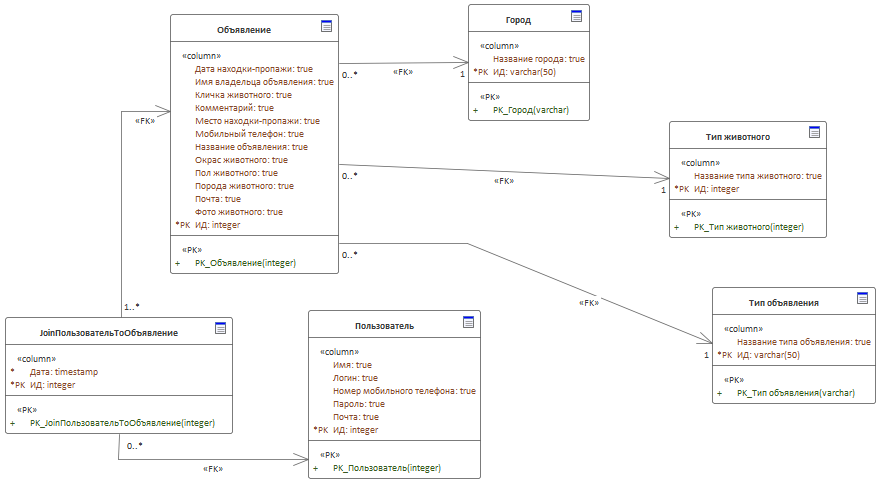 Объявление
«column»
Дата находки-пропажи: true
Имя владельца объявления: true
Кличка животного: true
Комментарий: true
Место находки-пропажи: true
Мобильный телефон: true
Название объявления: true
Окрас животного: true
Пол животного: true
Порода животного: true
Почта: true
Фото животного: true
*PK ИД: integer
«PK»
+ PK_Объявление(integer)
Город
«column»
Название города: true
*PK ИД: varchar(50)
«PK»
+ PK_Город(varchar)
0..*
«FK»
1
Тип животного
«column»
Название типа животного: true
*PK ИД: integer
«PK»
+ PK_Тип животного(integer)
0..*
«FK»
1
Тип объявления
«column»
Название типа объявления: true
*PK ИД: varchar(50)
«PK»
+ PK_Тип объявления(varchar)
0..*
«FK»
1
«FK»
1..*
JoinПользовательToОбъявление
«column»
* Дата: timestamp
*PK ИД: integer
«PK»
+ PK_JoinПользовательToОбъявление(integer)
0..*
«FK»
Пользователь
«column»
Имя: true
Логин: true
Номер мобильного телефона: true
Пароль: true
Почта: true
*PK ИД: integer
«PK»
+ PK_Пользователь(integer)